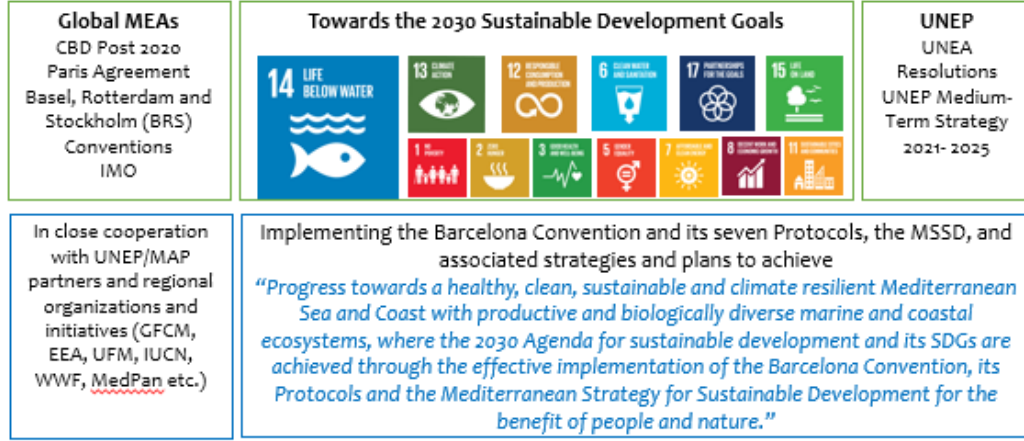 Global MEAs
CBD Post 2020
Paris Agreement
Basel, Rotterdam and
Stockholm (BRS)
Conventions
IMO
Towards the 2030 Sustainable Development Goals
14 LIFE
BELOW WATER
13 CLIMATE
ACTION
12 RESPONSIBLE
CONSUMPTION
AND PRODUCTION
6 CLEAN WATER
AND SANITATION
17 PARTNERSHIPS
FOR THE GOALS
15 LIFE
ON LAND
1 NO
POVERTY
2 ZERO
HUNGER
3 GOOD HEALTH
AND WELL-BEING
5 GENDER
EQUALITY
7 AFFORDABLE AND
CLEAN ENERGY
8 DECENT WORK AND
ECONOMIC GROWTH
11 SUSTAINABLE CITIES
AND COMMUNITIES
UNEP
UNEA
Resolutions
UNEP Medium-
Term Strategy
2021- 2025
In close cooperation
with UNEP/MAP
partners and regional
organizations and
initiatives (GFCM,
EEA, UFM, IUCN,
WWF, MedPan etc.)
Implementing the Barcelona Convention and its seven Protocols, the MSSD, and
associated strategies and plans to achieve
“Progress towards a healthy, clean, sustainable and climate resilient Mediterranean
Sea and Coast with productive and biologically diverse marine and coastal
ecosystems, where the 2030 Agenda for sustainable development and its SDGs are
achieved through the effective implementation of the Barcelona Convention, its
Protocols and the Mediterranean Strategy for Sustainable Development for the
benefit of people and nature.”